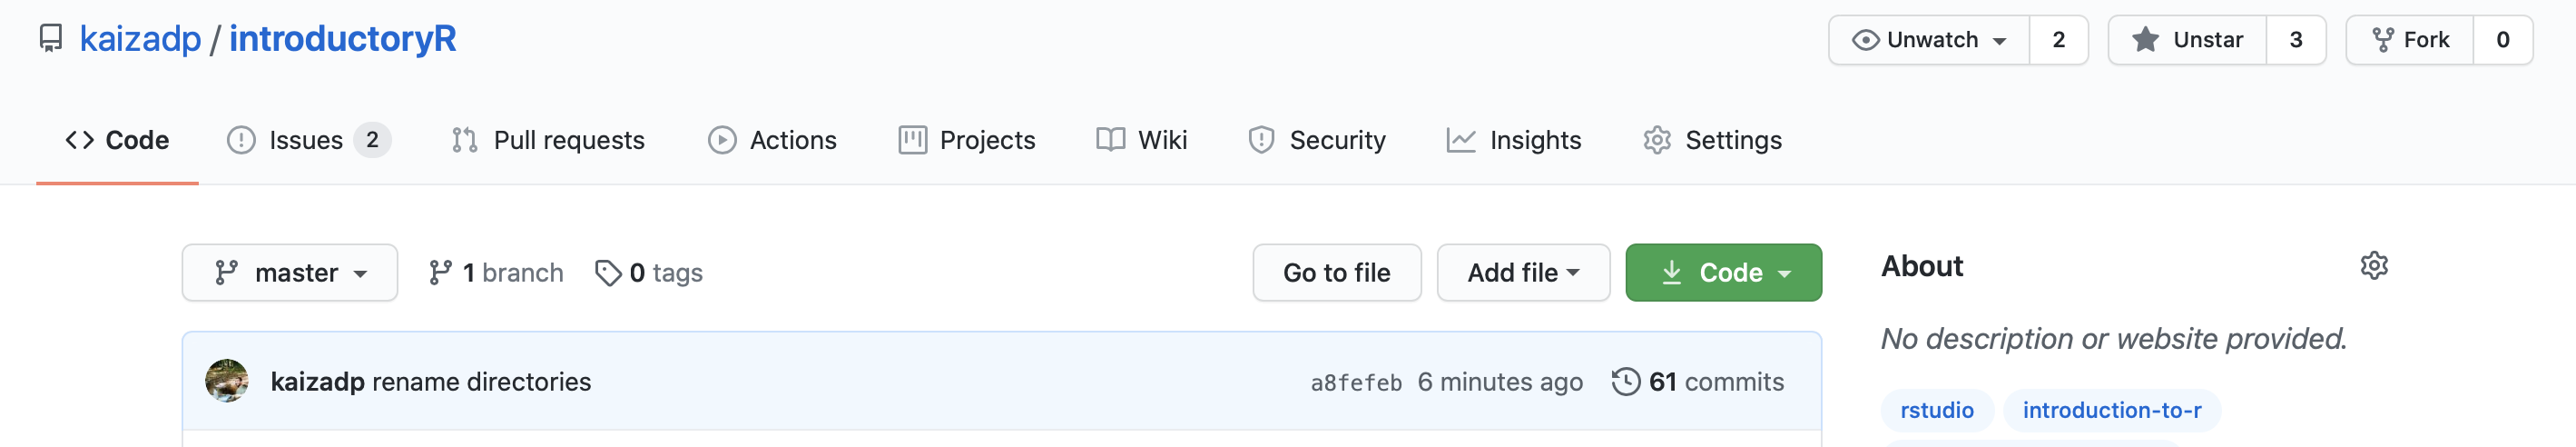 kaizadp / introductoryR
Unwatch 2 Unstar 3 Fork 0
Code Issues 2 Pull requests Actions Projects Wiki Security Insights Settings
master 1 branch 0 tags Go to file Add file Code
About
No description or website provided.
kaizadp rename directories a8fefeb 6 minutes ago 61 commits
rstudio introduction-to-r